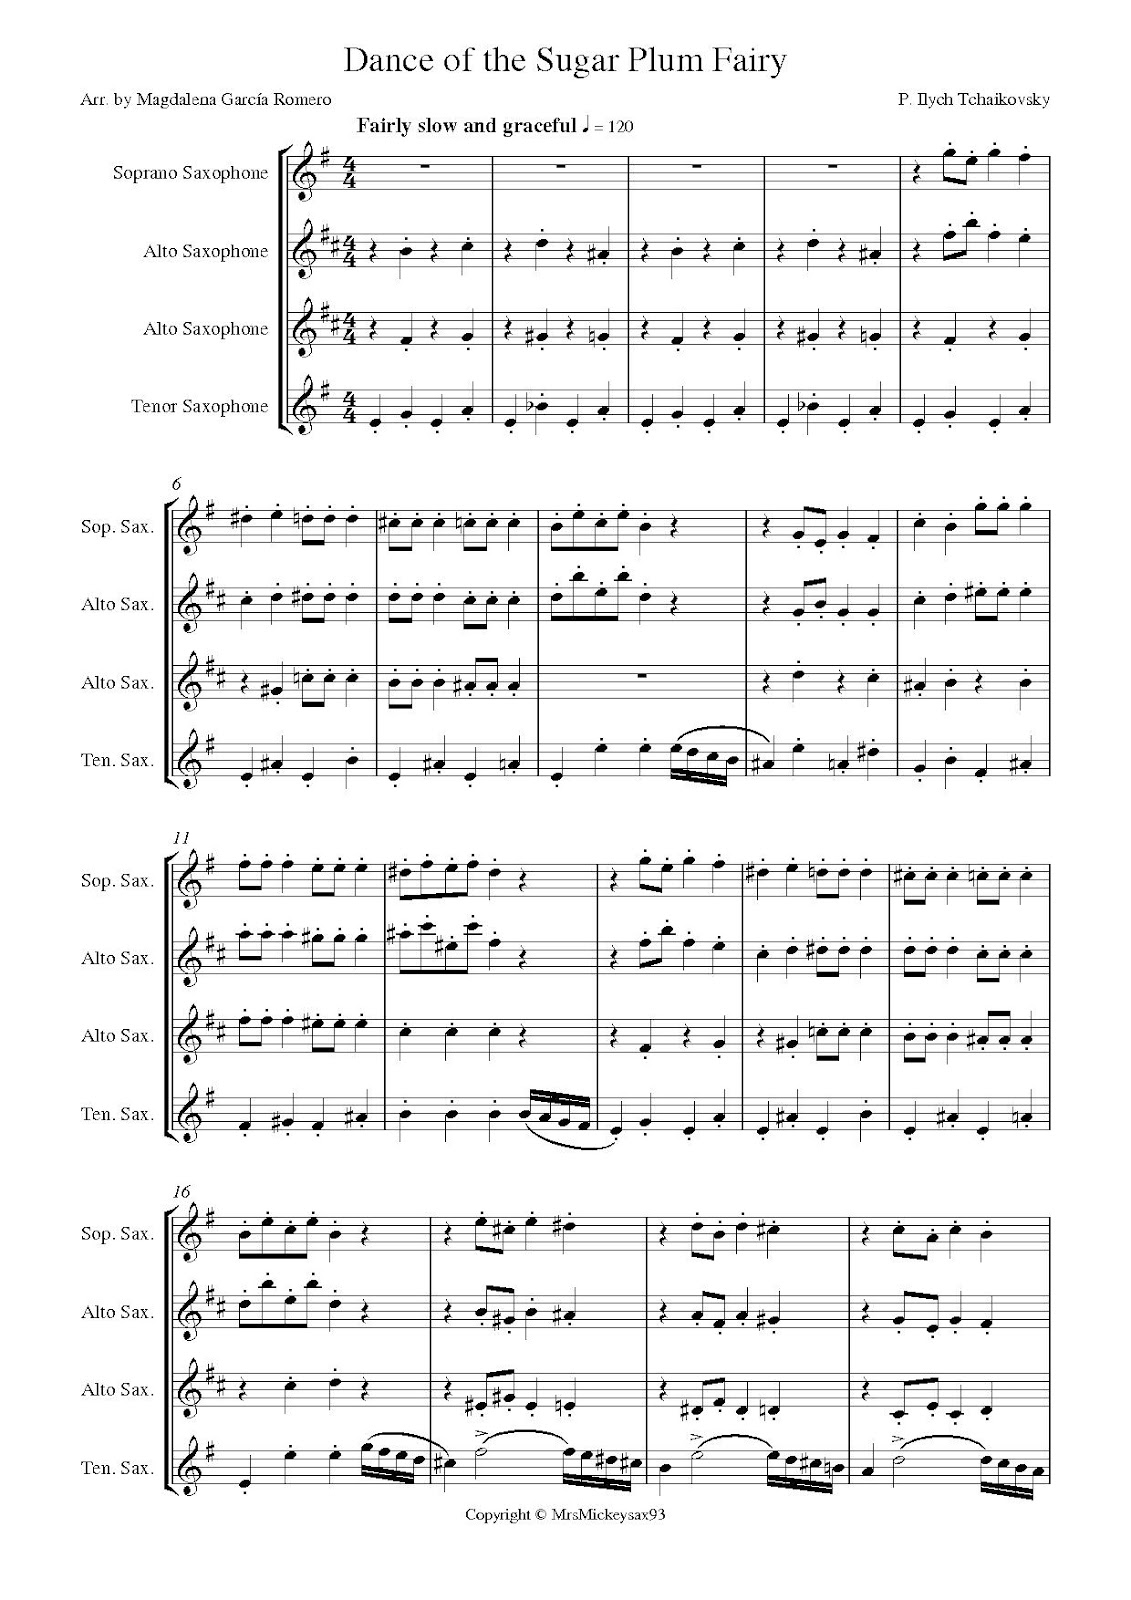 Dance of the Sugar Plum Fairy
Arr. by Magdalena García Romero
P. Ilych Tchaikovsky
Fairly slow and graceful ♩ = 120
Soprano Saxophone
Alto Saxophone
Alto Saxophone
Tenor Saxophone
6
Sop. Sax.
Alto Sax.
Alto Sax.
Ten. Sax.
11
Sop. Sax.
Alto Sax.
Alto Sax.
Ten. Sax.
16
Sop. Sax.
Alto Sax.
Alto Sax.
Ten. Sax.
Copyright © MrsMickeysax93